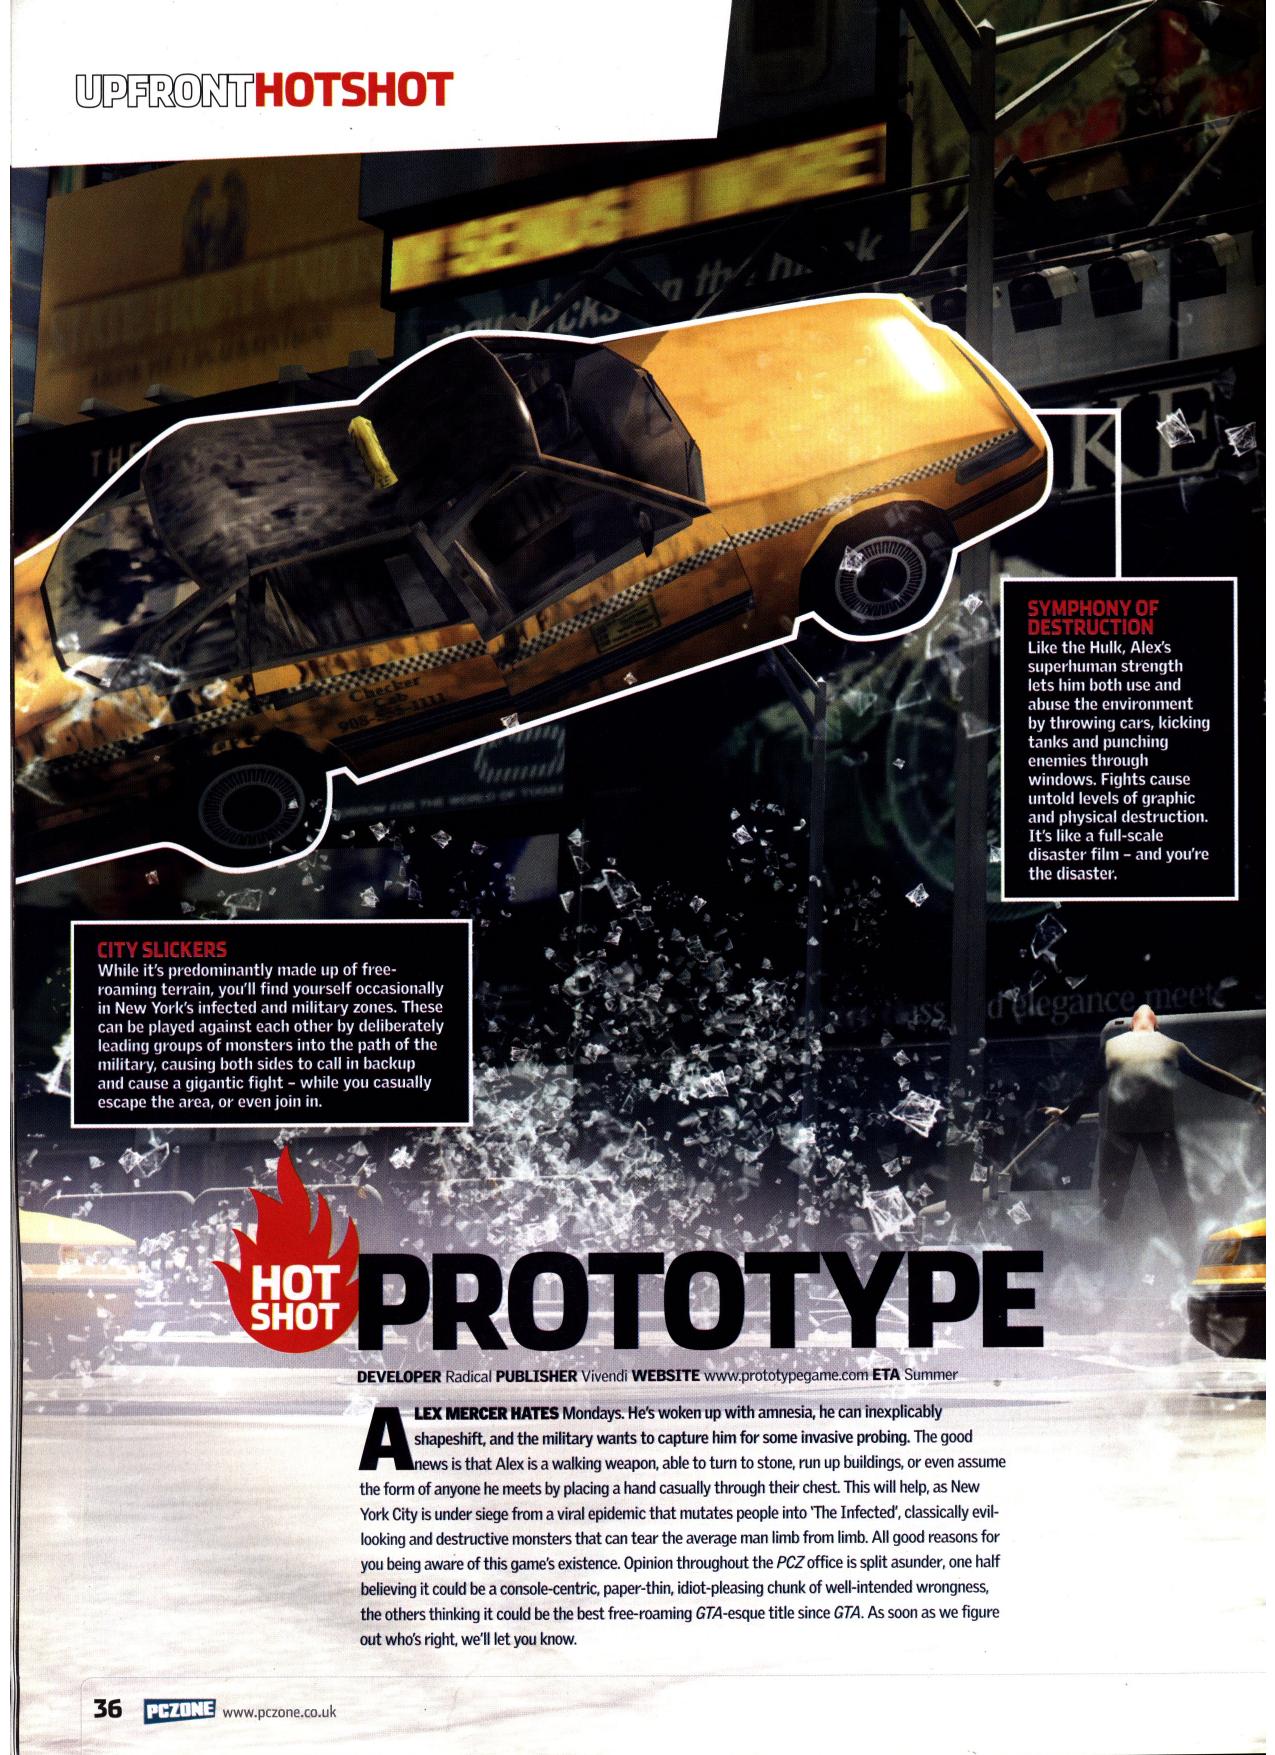 UPFRONTHOTSHOT
SENDS IN MORE
THE
KE
SYMPHONY OF
DESTRUCTION
Like the Hulk, Alex's
superhuman strength
lets him both use and
abuse the environment
by throwing cars, kicking
tanks and punching
enemies through
windows. Fights cause
untold levels of graphic
and physical destruction.
It's like a full-scale
disaster film – and you're
the disaster.
Checker
Cab
CITY SLICKERS
While it's predominantly made up of free-
roaming terrain, you'll find yourself occasionally
in New York's infected and military zones. These
can be played against each other by deliberately
leading groups of monsters into the path of the
military, causing both sides to call in backup
and cause a gigantic fight – while you casually
escape the area, or even join in.
elegance meets
HOT
SHOT
PROTOTYPE
DEVELOPER Radical PUBLISHER Vivendi WEBSITE www.prototypegame.com ETA Summer
ALEX MERCER HATES Mondays. He's woken up with amnesia, he can inexplicably
shapeshift, and the military wants to capture him for some invasive probing. The good
news is that Alex is a walking weapon, able to turn to stone, run up buildings, or even assume
the form of anyone he meets by placing a hand casually through their chest. This will help, as New
York City is under siege from a viral epidemic that mutates people into 'The Infected', classically evil-
looking and destructive monsters that can tear the average man limb from limb. All good reasons for
you being aware of this game's existence. Opinion throughout the PCZ office is split asunder, one half
believing it could be a console-centric, paper-thin, idiot-pleasing chunk of well-intended wrongness,
the others thinking it could be the best free-roaming GTA-esque title since GTA. As soon as we figure
out who's right, we'll let you know.
36 PCZONE www.pczone.co.uk